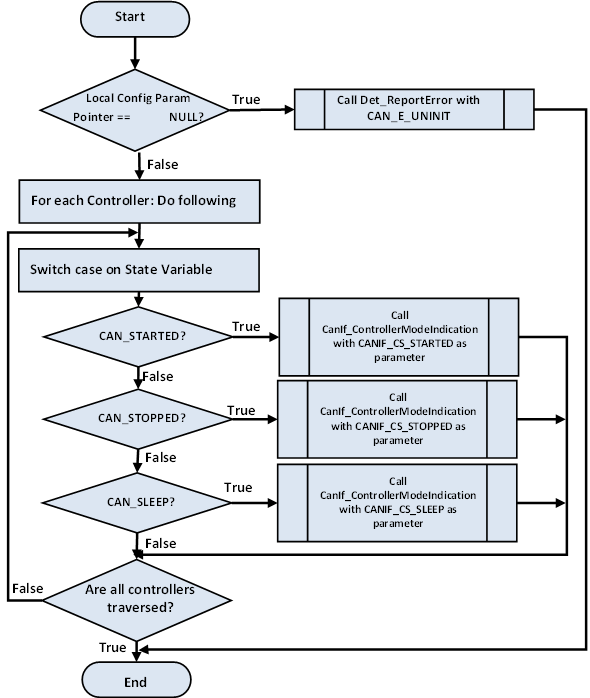 Start
Local Config Param
Pointer == NULL?
True
Call Det_ReportError with
CAN_E_UNINIT
False
For each Controller: Do following
Switch case on State Variable
CAN_STARTED?
True
Call
CanIf_ControllerModeIndication
with CANIF_CS_STARTED as
parameter
False
CAN_STOPPED?
True
Call
CanIf_ControllerModeIndication
with CANIF_CS_STOPPED as
parameter
False
CAN_SLEEP?
True
Call
CanIf_ControllerModeIndication
with CANIF_CS_SLEEP as
parameter
False
Are all controllers
traversed?
False
True
End